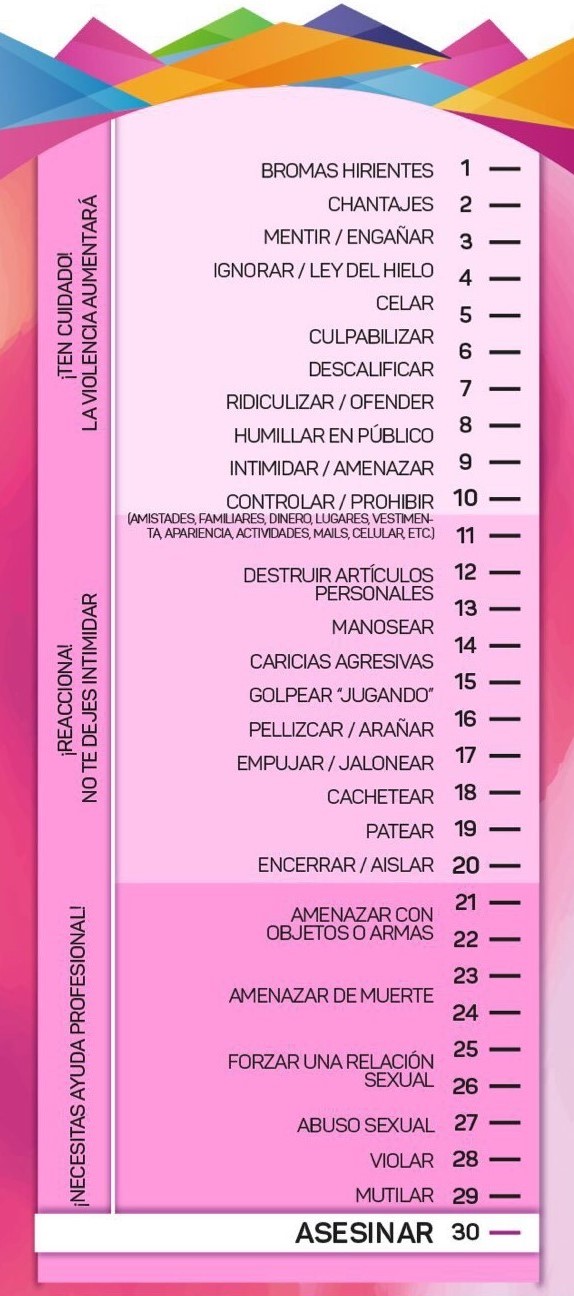 ¡TEN CUIDADO!
LA VIOLENCIA AUMENTARÁ
BROMAS HIRIENTES 1
CHANTAJES 2
MENTIR / ENGAÑAR 3
IGNORAR / LEY DEL HIELO 4
CELAR 5
CULPABILIZAR 6
DESCALIFICAR 7
RIDICULIZAR / OFENDER 8
HUMILLAR EN PÚBLICO 9
INTIMIDAR / AMENAZAR
CONTROLAR / PROHIBIR 10
(AMISTADES, FAMILIARES, DINERO, LUGARES, VESTIMEN-
TA, APARIENCIA, ACTIVIDADES, MAILS, CELULAR, ETC.) 11
¡REACCIONA!
NO TE DEJES INTIMIDAR
DESTRUIR ARTÍCULOS 12
PERSONALES
13
MANOSEAR
14
CARICIAS AGRESIVAS
15
GOLPEAR “JUGANDO”
16
PELLIZCAR / ARAÑAR
17
EMPUJAR / JALONEAR
CACHETEAR 18
PATEAR 19
ENCERRAR / AISLAR 20
¡NECESITAS AYUDA PROFESIONAL!
21
AMENAZAR CON
OBJETOS O ARMAS 22
23
AMENAZAR DE MUERTE
24
25
FORZAR UNA RELACIÓN
SEXUAL 26
ABUSO SEXUAL 27
VIOLAR 28
MUTILAR 29
ASESINAR 30